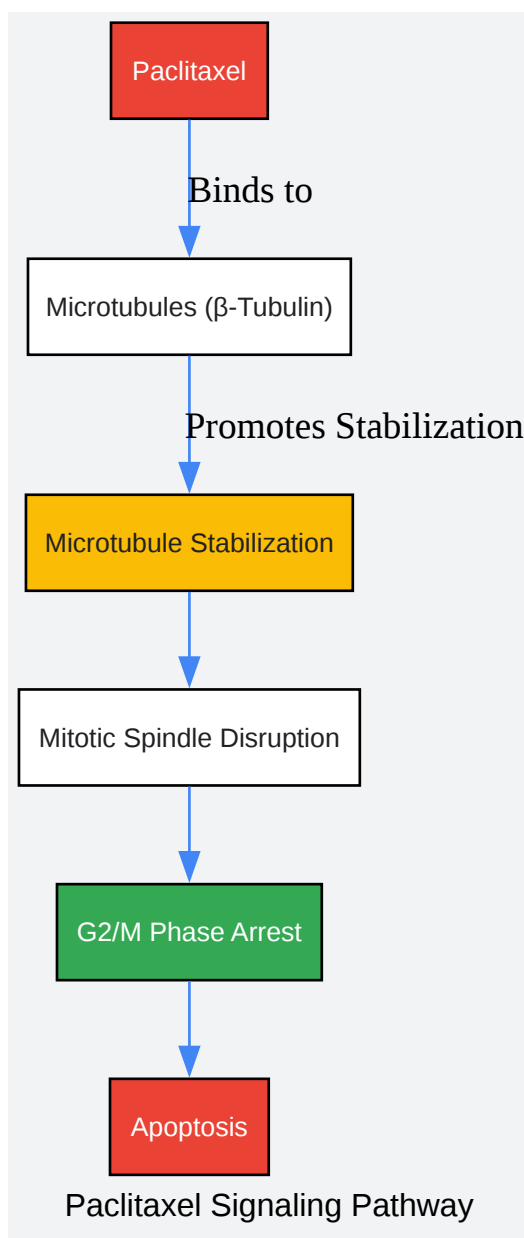 Paclitaxel
Binds to
Microtubules (β-Tubulin)
Promotes Stabilization
Microtubule Stabilization
Mitotic Spindle Disruption
G2/M Phase Arrest
Apoptosis
Paclitaxel Signaling Pathway